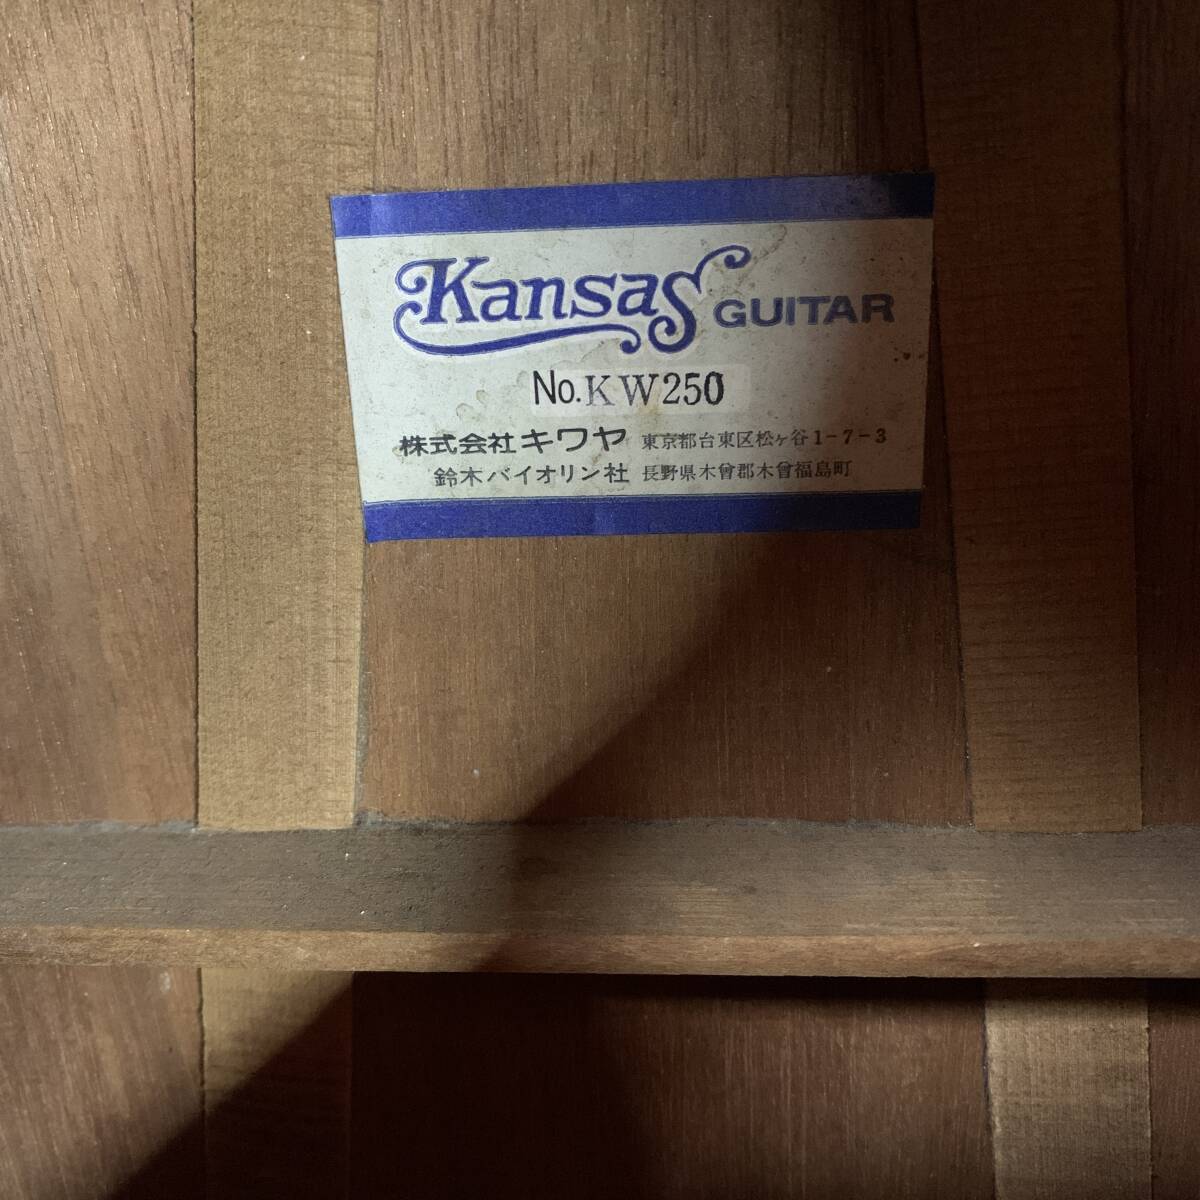 Kansas GUITAR
No.KW250
株式会社キワヤ 東京都台東区松ヶ谷1-7-3
鈴木バイオリン社 長野県木曾郡木曾福島町